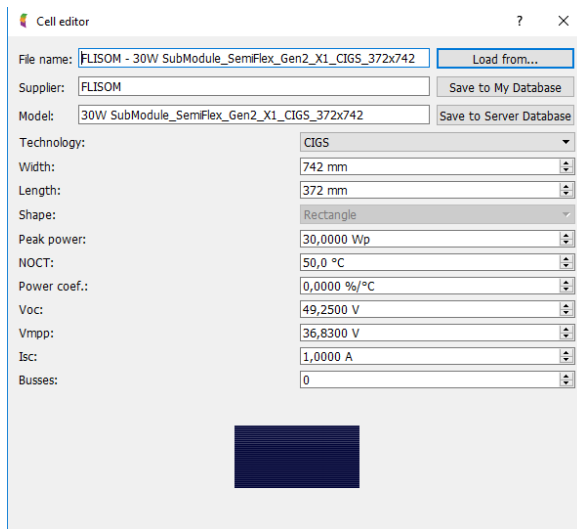 Cell editor ? ×
File name: FLISOM - 30W SubModule_SemiFlex_Gen2_X1_CIGS_372x742 Load from...
Supplier: FLISOM Save to My Database
Model: 30W SubModule_SemiFlex_Gen2_X1_CIGS_372x742 Save to Server Database
Technology: CIGS
Width: 742 mm
Length: 372 mm
Shape: Rectangle
Peak power: 30,0000 Wp
NOCT: 50,0 °C
Power coef.: 0,0000 %/°C
Voc: 49,2500 V
Vmpp: 36,8300 V
Isc: 1,0000 A
Busses: 0